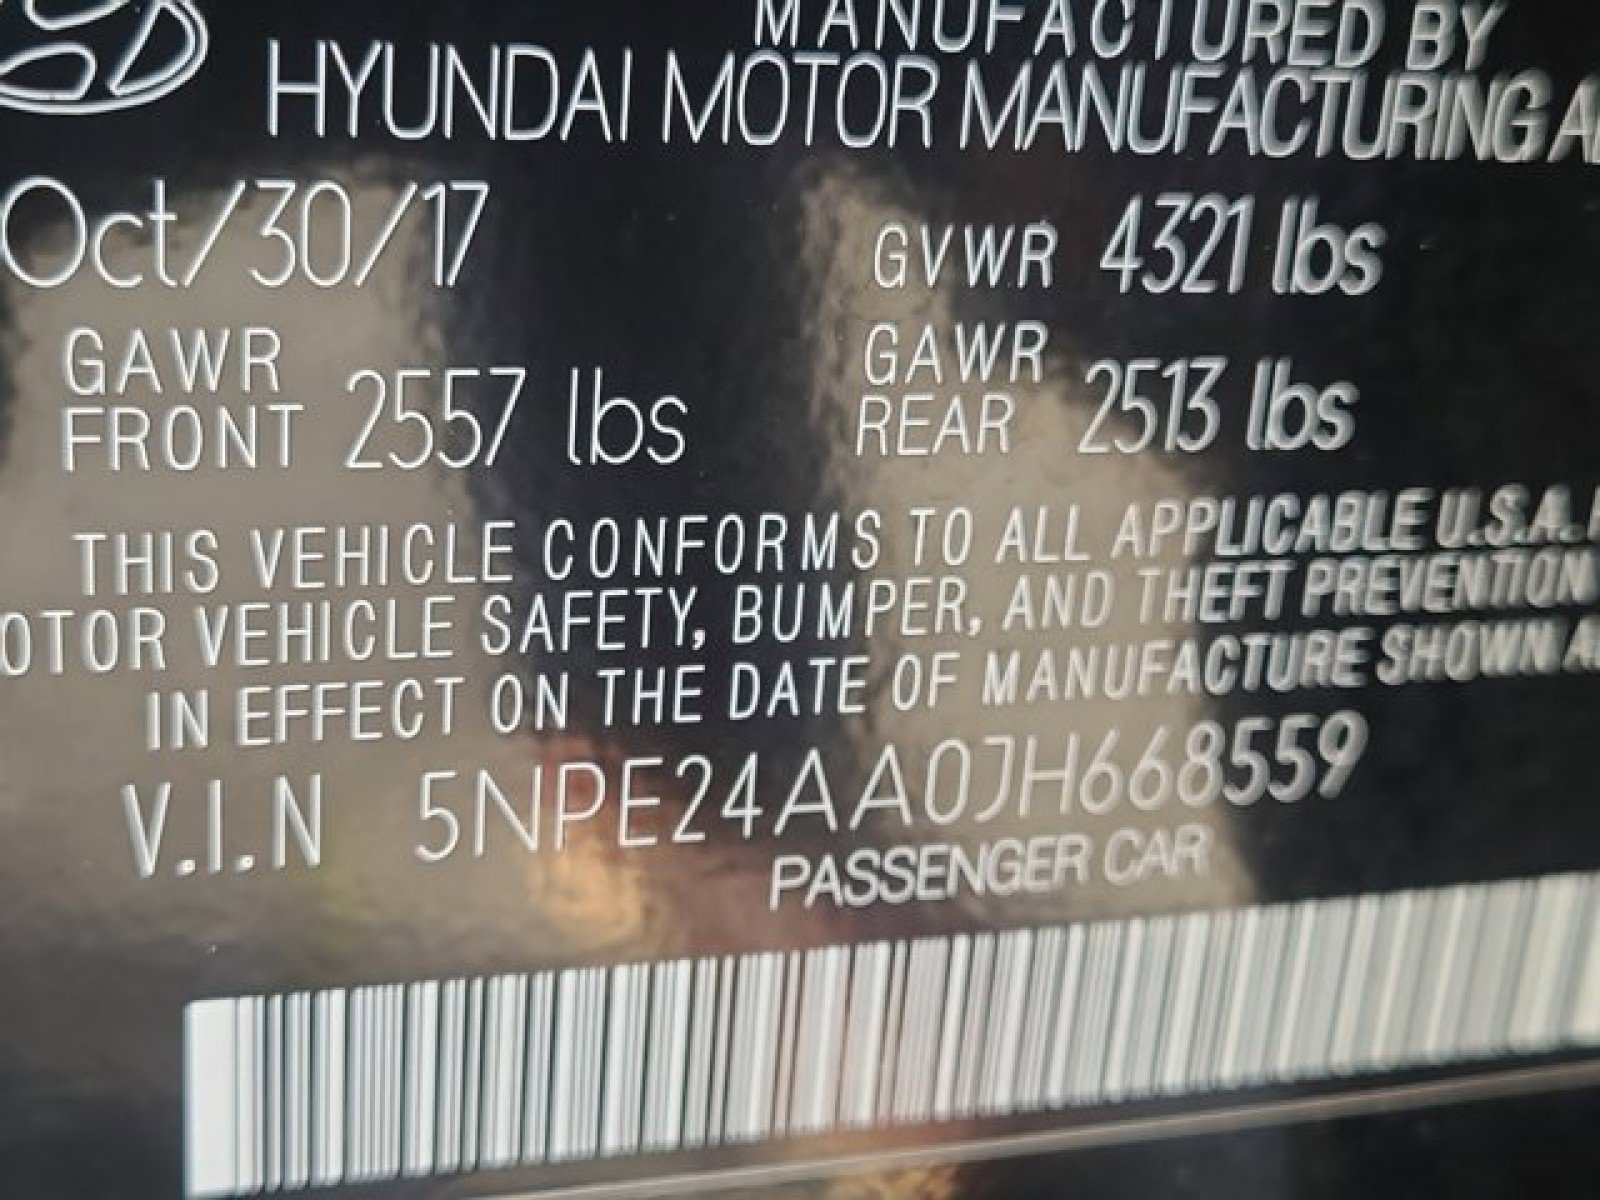 MANUFACTURED BY
HYUNDAI MOTOR MANUFACTURING AL
Oct/30/17 GVWR 4321 lbs
GAWR FRONT 2557 lbs GAWR REAR 2513 lbs
THIS VEHICLE CONFORMS TO ALL APPLICABLE U.S.A. F
OTOR VEHICLE SAFETY, BUMPER, AND THEFT PREVENTION
IN EFFECT ON THE DATE OF MANUFACTURE SHOWN A
V.I.N 5NPE24AA0JH668559
PASSENGER CAR